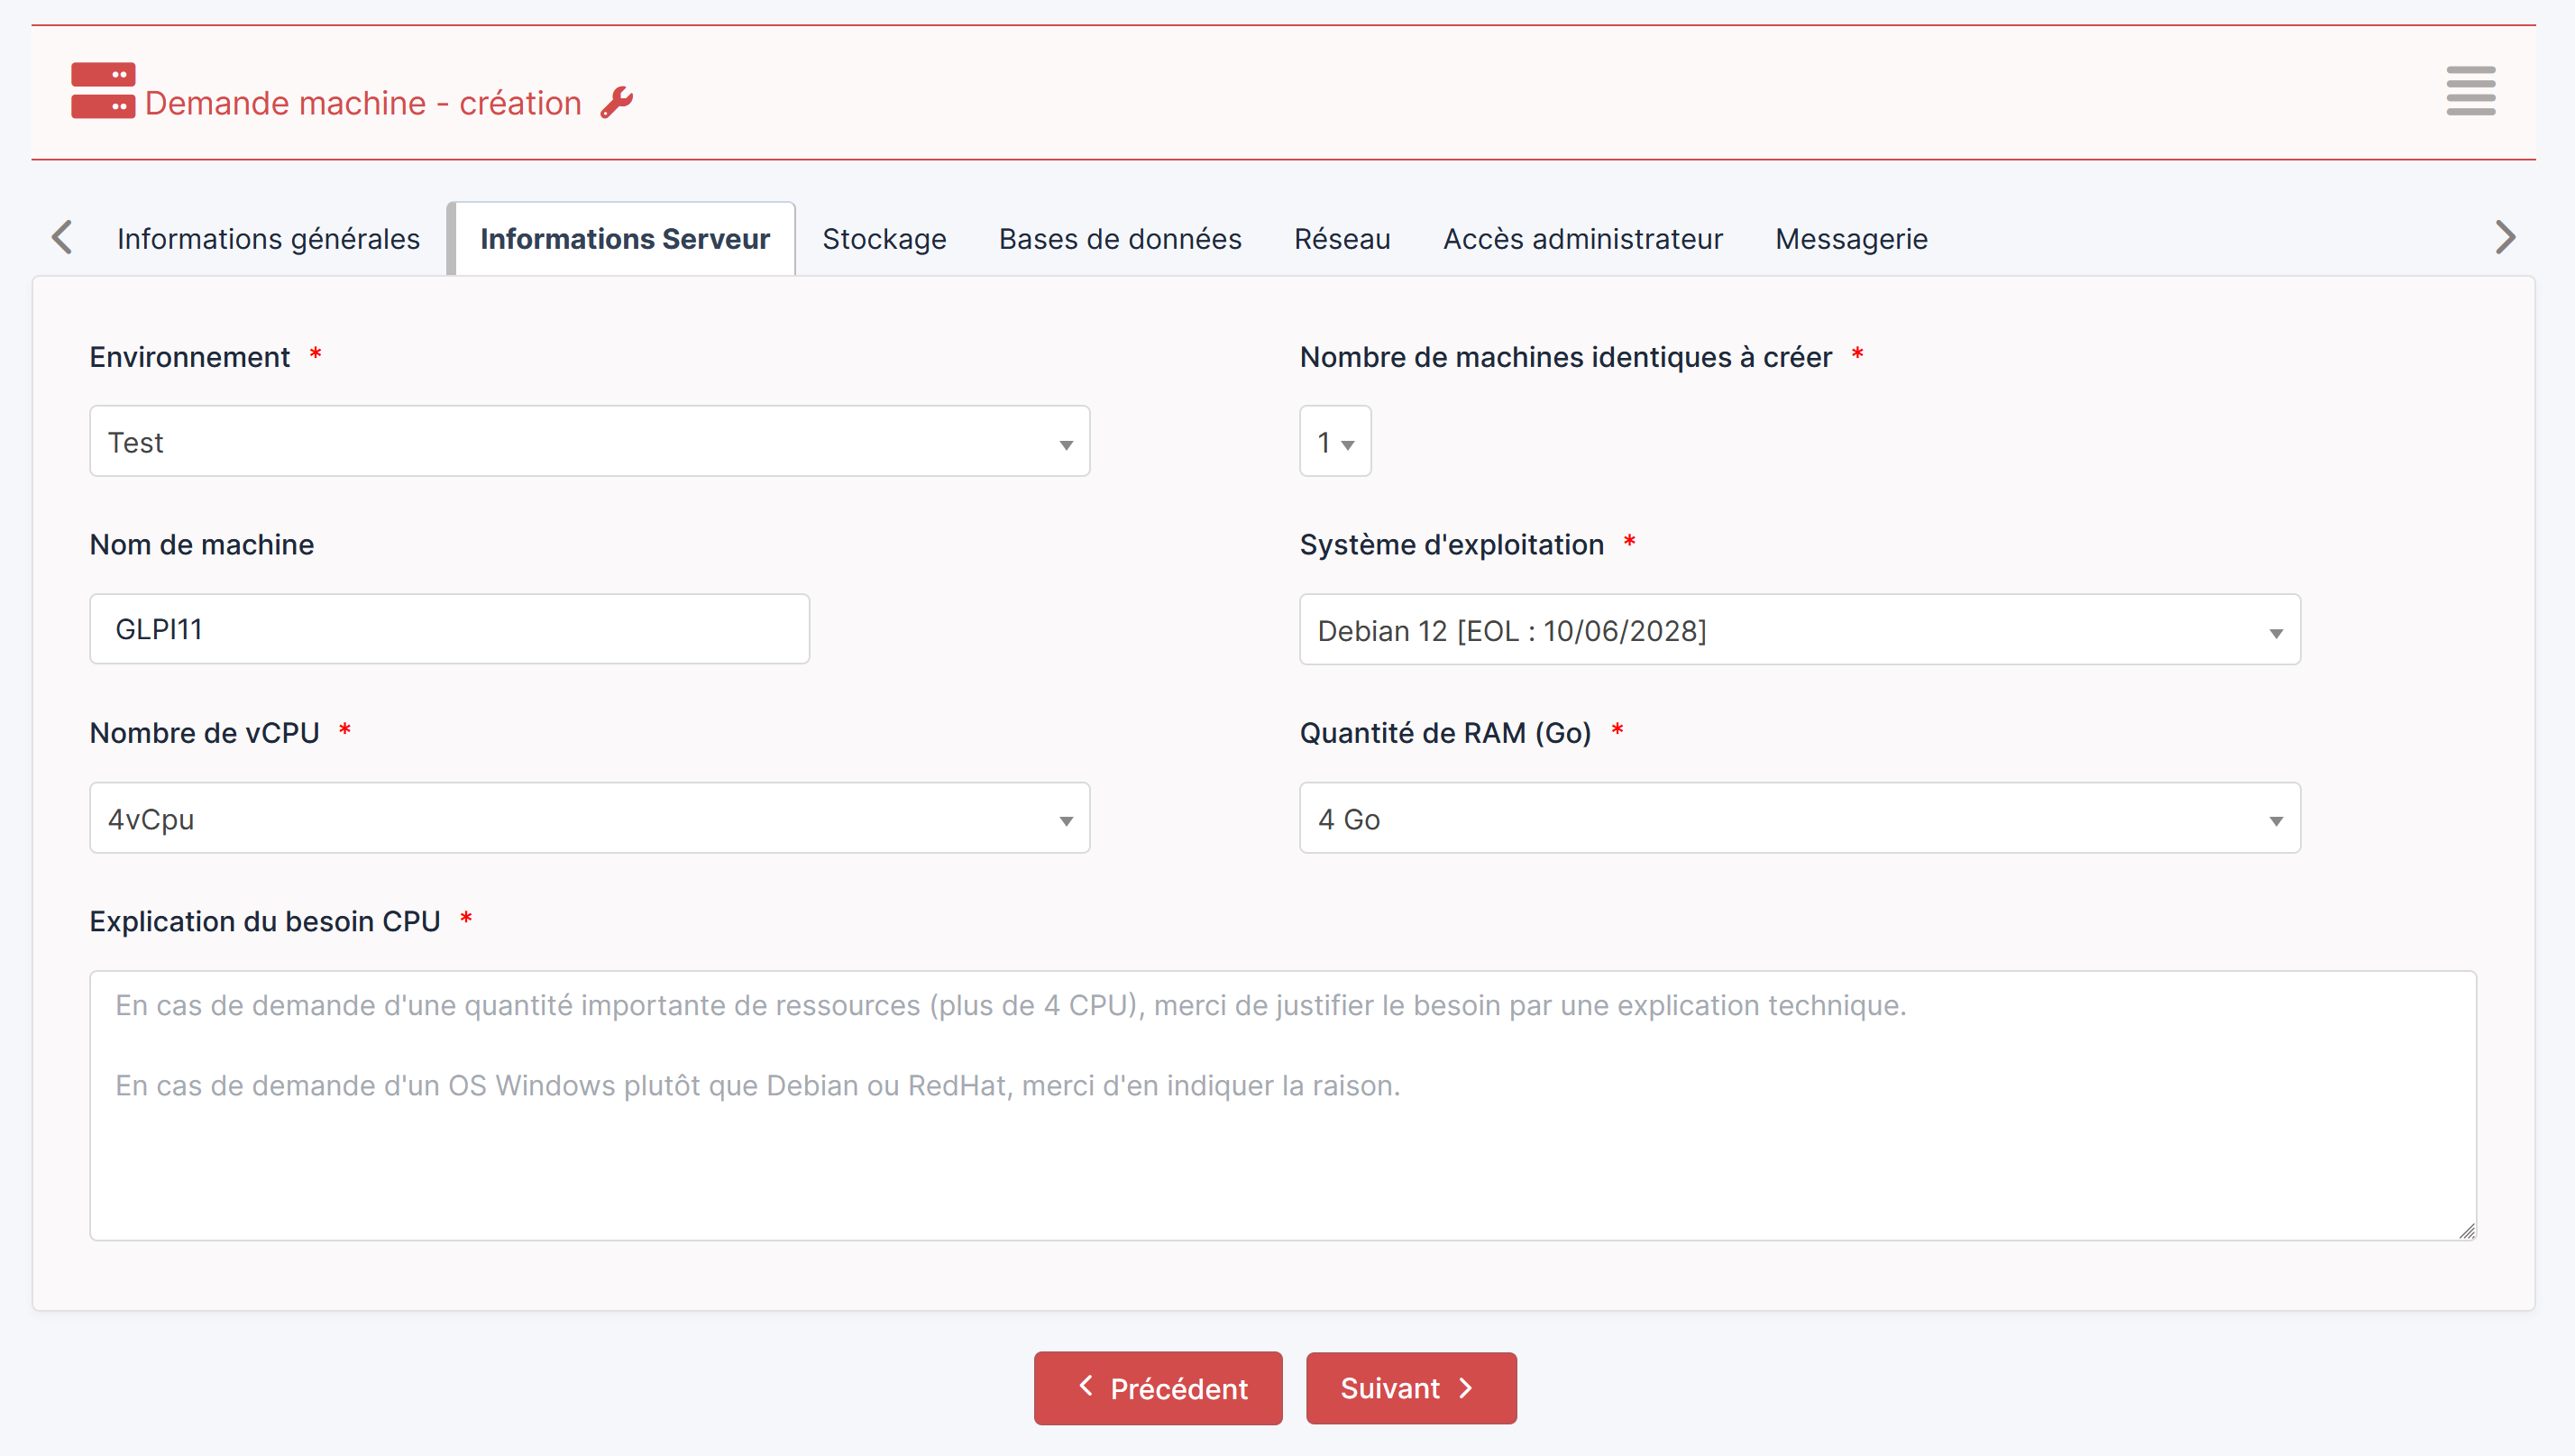 Demande machine - création
Informations générales
Informations Serveur
Stockage
Bases de données
Réseau
Accès administrateur
Messagerie
Environnement *
Nombre de machines identiques à créer *
Test
1
Nom de machine
Système d'exploitation *
GLPI11
Debian 12 [EOL : 10/06/2028]
Nombre de vCPU *
Quantité de RAM (Go) *
4vCpu
4 Go
Explication du besoin CPU *
En cas de demande d'une quantité importante de ressources (plus de 4 CPU), merci de justifier le besoin par une explication technique.
En cas de demande d'un OS Windows plutôt que Debian ou RedHat, merci d'en indiquer la raison.
Précédent
Suivant